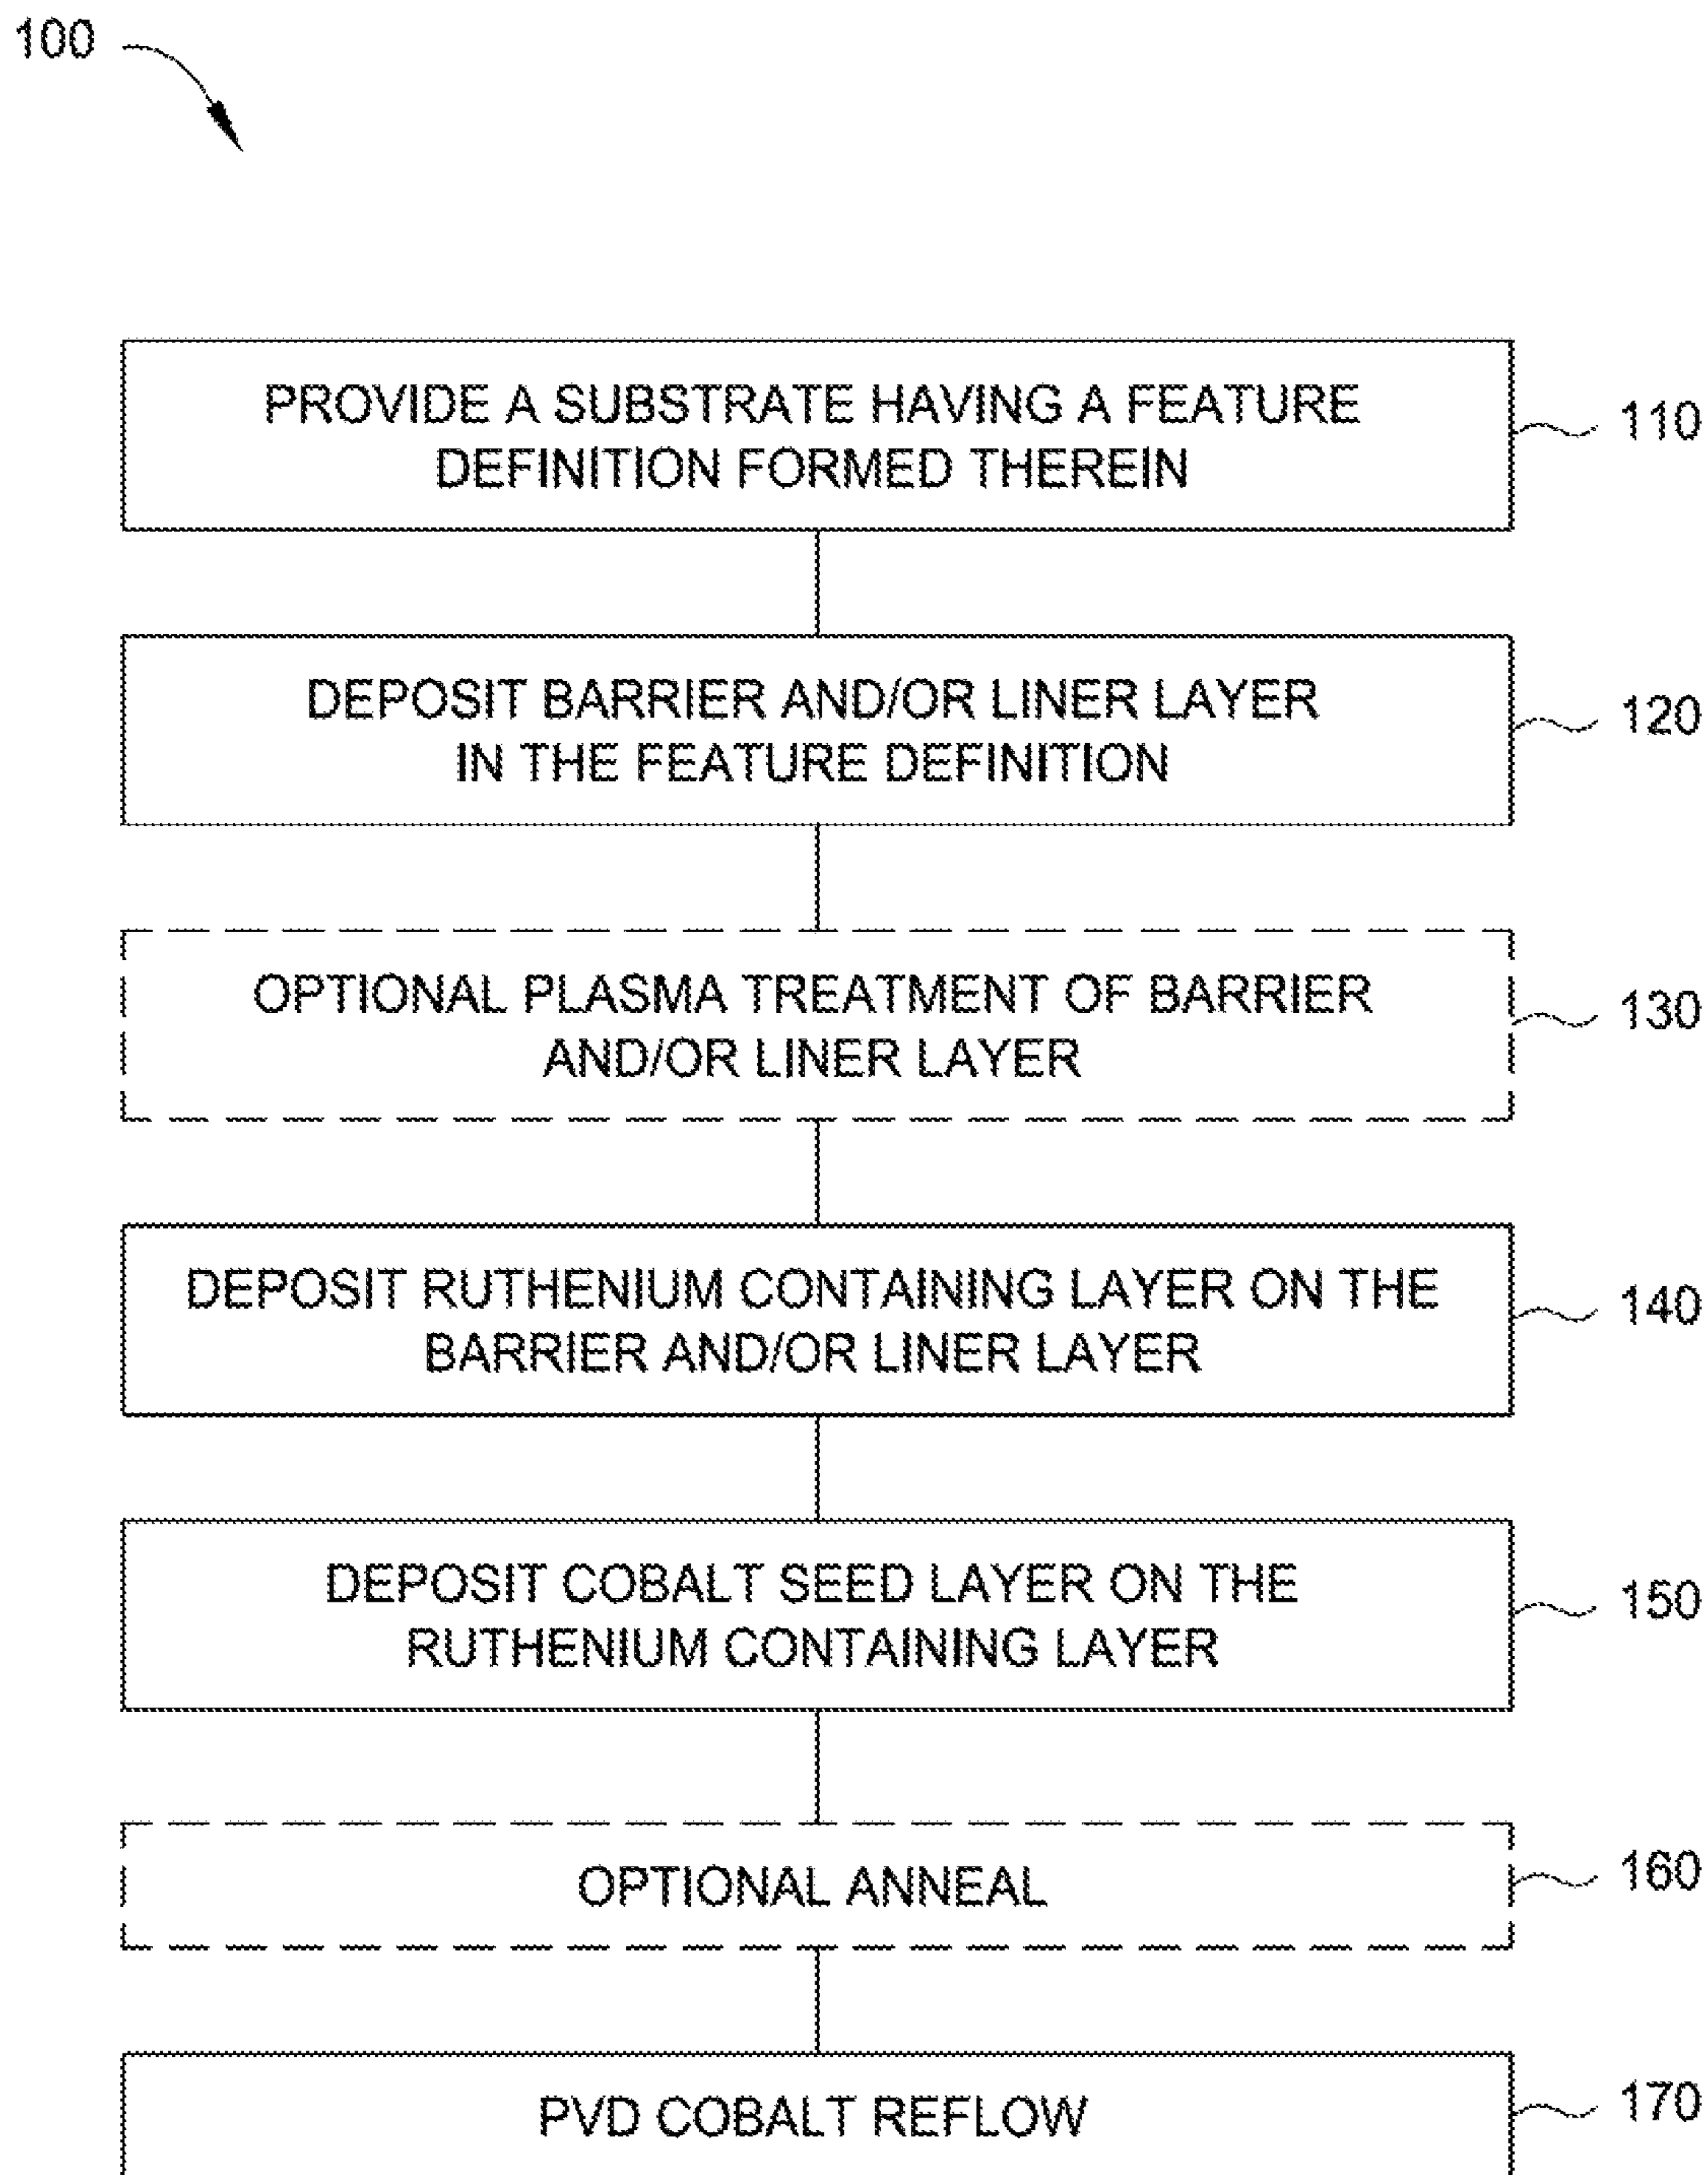 100
PROVIDE A SUBSTRATE HAVING A FEATURE
DEFINITION FORMED THEREIN
110
DEPOSIT BARRIER AND/OR LINER LAYER
IN THE FEATURE DEFINITION
120
OPTIONAL PLASMA TREATMENT OF BARRIER
AND/OR LINER LAYER
130
DEPOSIT RUTHENIUM CONTAINING LAYER ON THE
BARRIER AND/OR LINER LAYER
140
DEPOSIT COBALT SEED LAYER ON THE
RUTHENIUM CONTAINING LAYER
150
OPTIONAL ANNEAL
160
PVD COBALT REFLOW
170